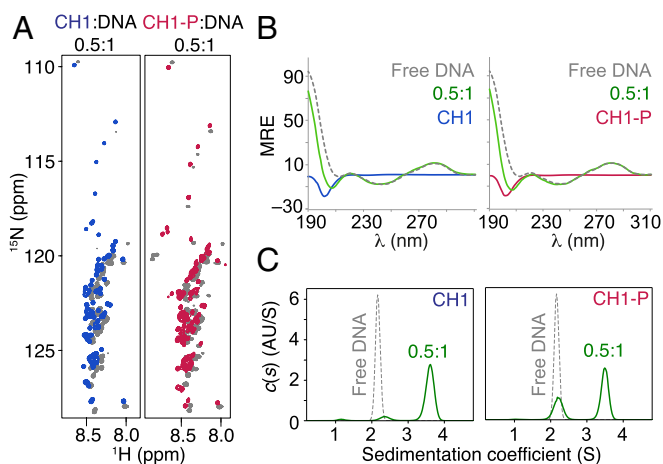 A
CH1:DNA CH1-P:DNA
0.5:1 0.5:1
110
115
120
125
15N (ppm)
8.5 8.0 8.5 8.0
1H (ppm)
B
Free DNA Free DNA
0.5:1 0.5:1
CH1 CH1-P
90
50
10
−30
MRE
190 230 270 190 230 270 310
λ (nm) λ (nm)
C
CH1 CH1-P
Free DNA 0.5:1 Free DNA 0.5:1
6
4
2
0
c(s) (AU/S)
1 2 3 4 1 2 3 4
Sedimentation coefficient (S)